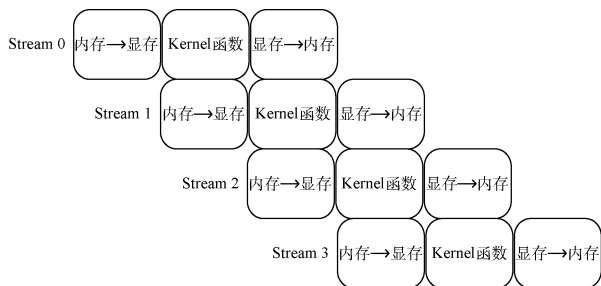 Stream 0 内存→显存 Kernel函数 显存→内存
Stream 1 内存→显存 Kernel函数 显存→内存
Stream 2 内存→显存 Kernel函数 显存→内存
Stream 3 内存→显存 Kernel函数 显存→内存